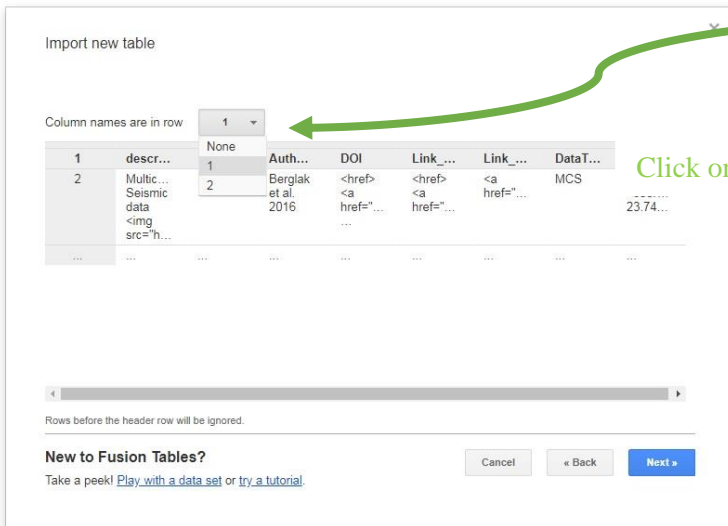 ×
Import new table
Column names are in row 1
None
1
2
1 descr... Auth... DOI Link_... Link_... DataT...
2 Multic... Berglak <href> <href> <a MCS
Seismic et al. <a <a href="...
data 2016 href="... href="... 23.74...
<img ...
src="h...
... ... ... ... ... ... ... ...
Click or
Rows before the header row will be ignored.
New to Fusion Tables?
Take a peek! Play with a data set or try a tutorial.
Cancel « Back Next »